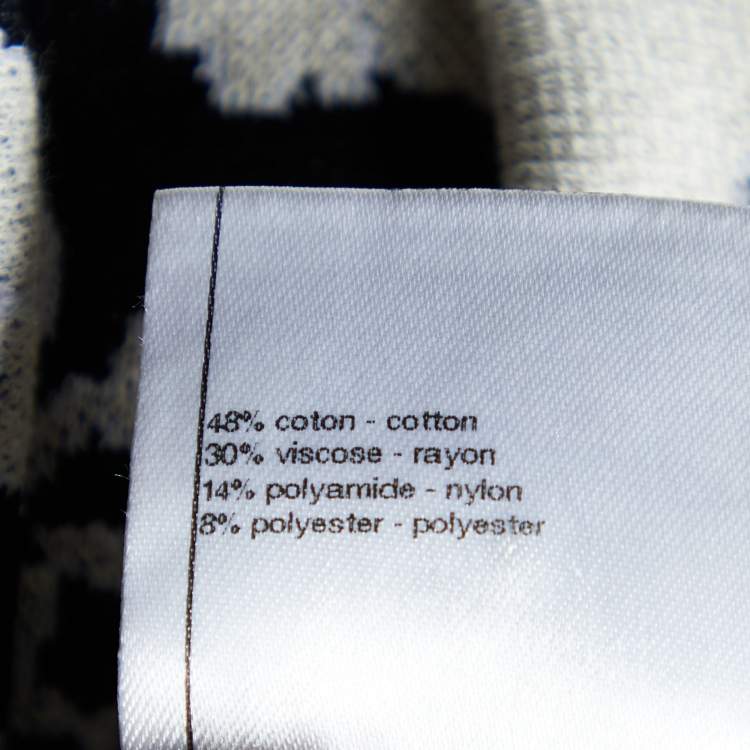 48% coton - cotton
30% viscose - rayon
14% polyamide - nylon
8% polyester - polyester